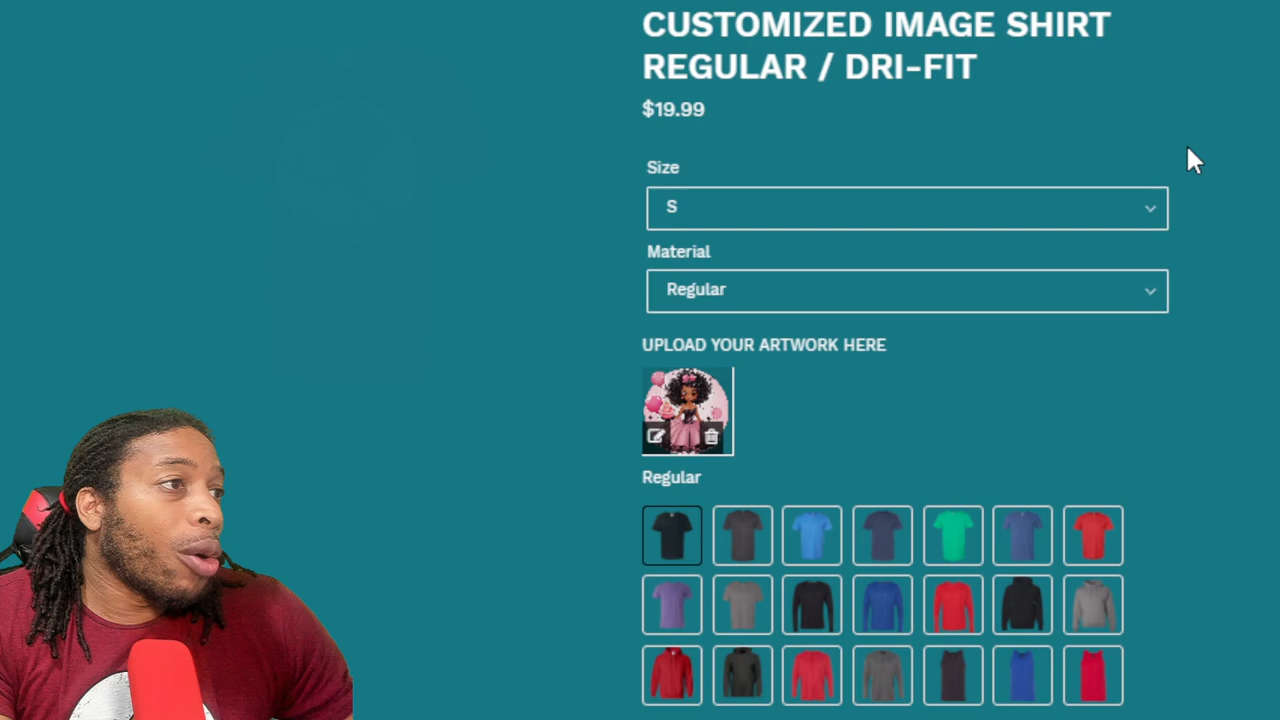 CUSTOMIZED IMAGE SHIRT
REGULAR / DRI-FIT
$19.99
Size
S
Material
Regular
UPLOAD YOUR ARTWORK HERE
Regular